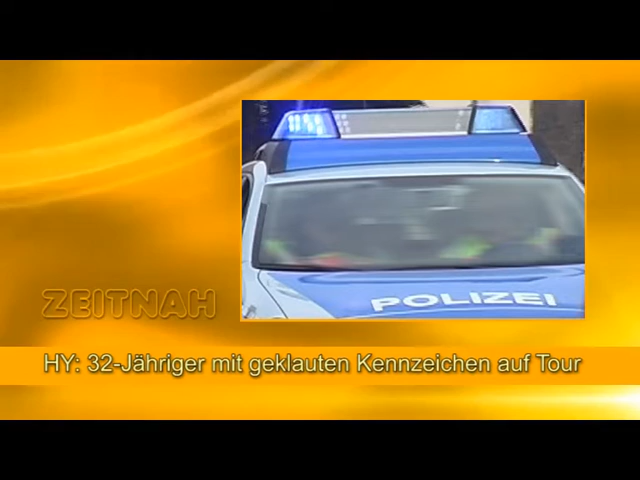 POLIZEI
ZEITNAH
HY: 32-Jähriger mit geklauten Kennzeichen auf Tour